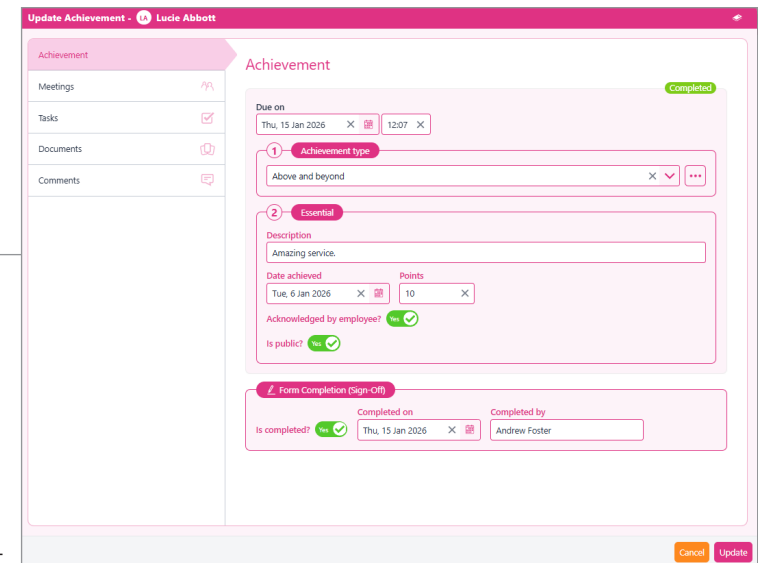 Update Achievement - LA Lucie Abbott
Achievement
Meetings
Tasks
Documents
Comments
Achievement
Completed
Due on
Thu, 15 Jan 2026 12:07
1 Achievement type
Above and beyond
2 Essential
Description
Amazing service.
Date achieved Points
Tue, 6 Jan 2026 10
Acknowledged by employee? Yes
Is public? Yes
Form Completion (Sign-Off)
Completed on Completed by
Is completed? Yes Thu, 15 Jan 2026 Andrew Foster
Cancel Update